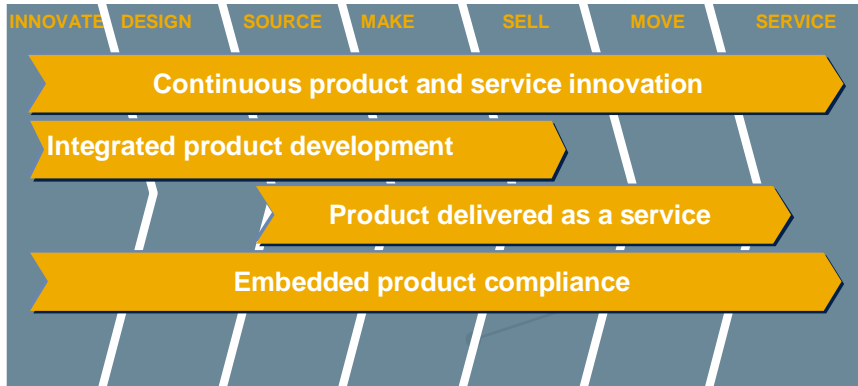 INNOVATE DESIGN SOURCE MAKE SELL MOVE SERVICE
Continuous product and service innovation
Integrated product development
Product delivered as a service
Embedded product compliance